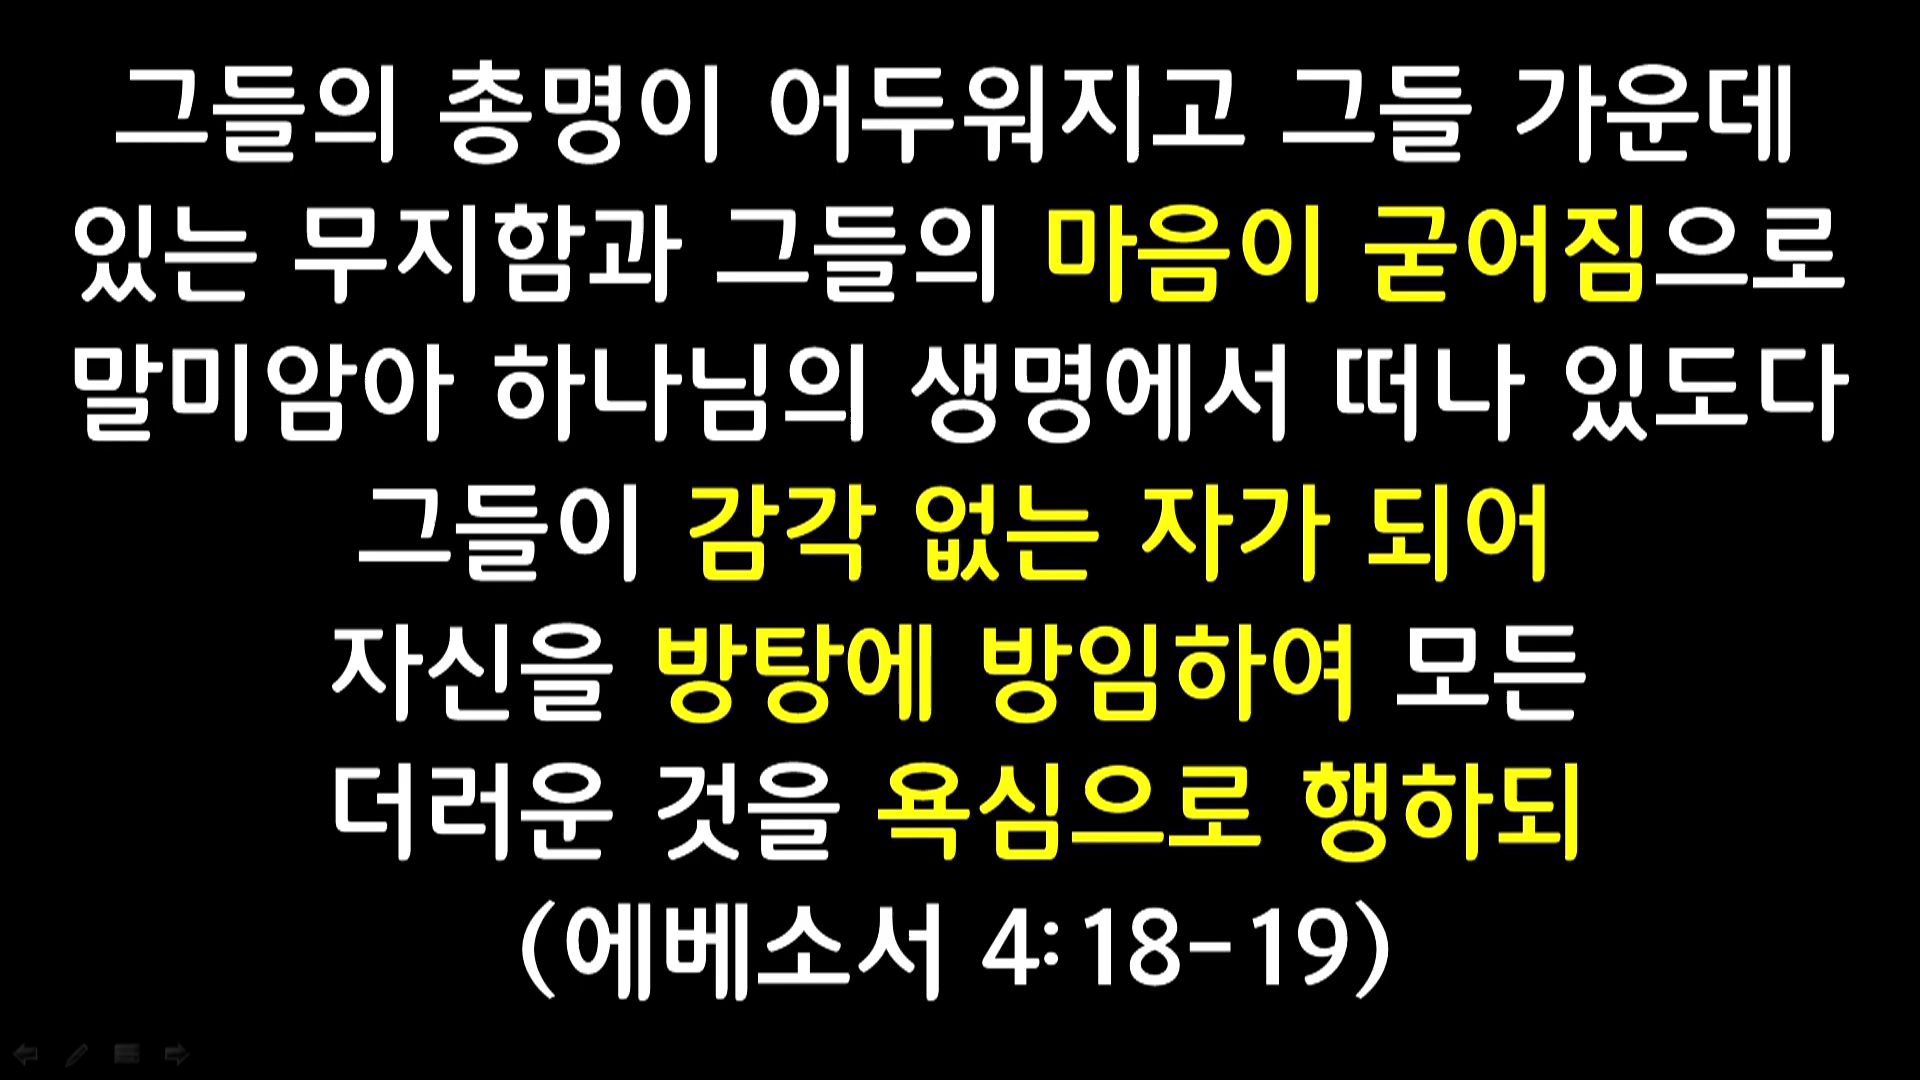 그들의 총명이 어두워지고 그들 가운데
있는 무지함과 그들의 마음이 굳어짐으로
말미암아 하나님의 생명에서 떠나 있도다
그들이 감각 없는 자가 되어
자신을 방탕에 방임하여 모든
더러운 것을 욕심으로 행하되
(에베소서 4:18-19)